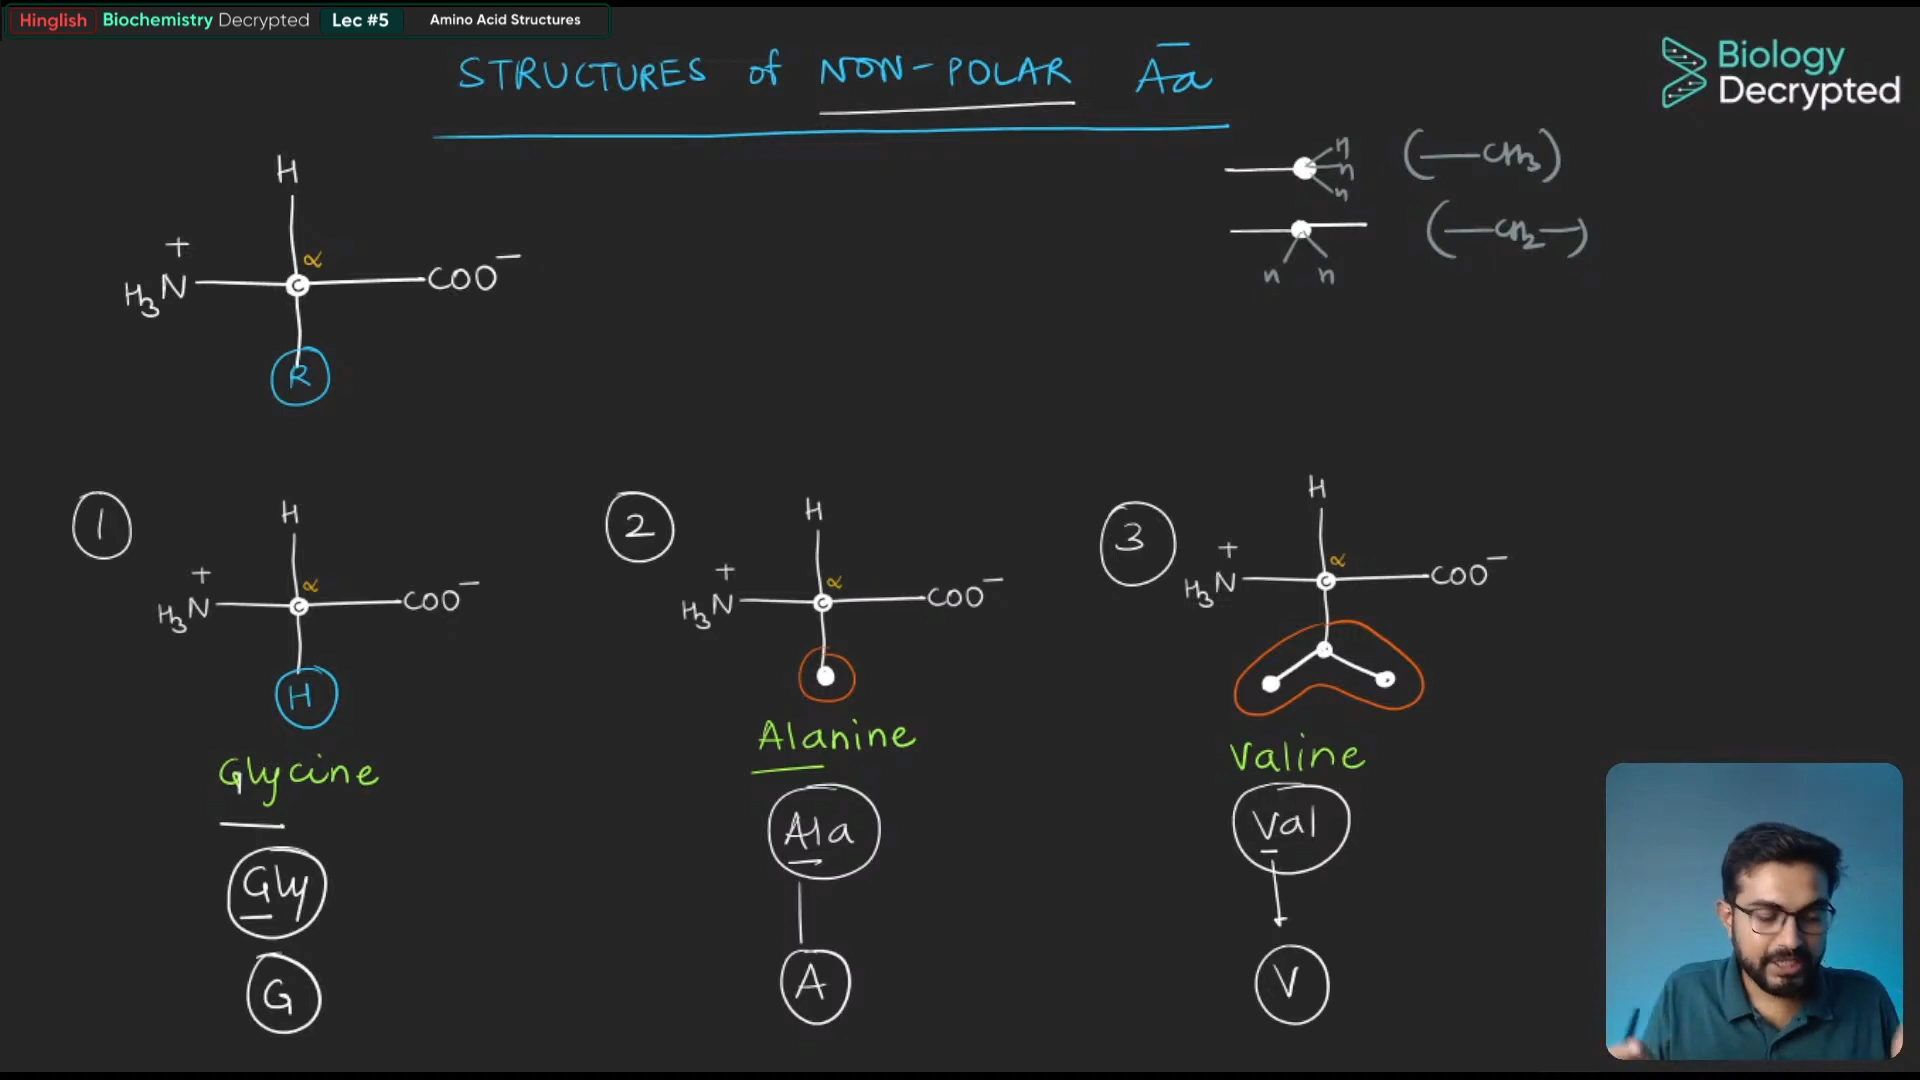 Hinglish Biochemistry Decrypted Lec #5 Amino Acid Structures
Biology
Decrypted
STRUCTURES of NON-POLAR Aa
H
+
H₃N
α
C
COO⁻
R
(—CH₃)
(—CH₂—)
1
H
+
H₃N
α
C
COO⁻
H
Glycine
Gly
G
2
H
+
H₃N
α
C
COO⁻
Alanine
Ala
A
3
H
+
H₃N
α
C
COO⁻
Valine
Val
V